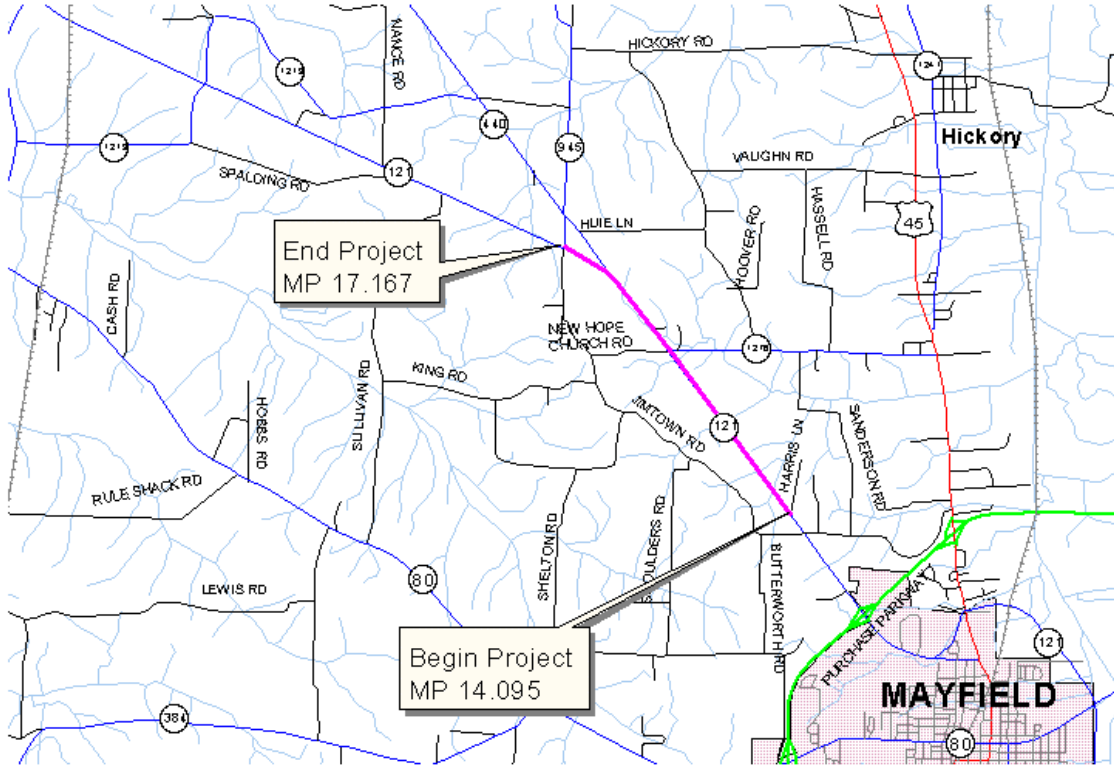 NANCE RD
HICKORY RD
1241
1215
440
945
Hickory
VAUGHN RD
121
SPALDING RD
HASSELL RD
HOOVER RD
45
HUIE LN
End Project
MP 17.167
CASH RD
NEW HOPE
CHURCH RD
1276
KING RD
SULLIVAN RD
JIMTOWN RD
121
HARRIS LN
SANDERSON RD
HOBBS RD
RULE SHACK RD
SHELTON RD
BUTTERWORTH RD
80
LEWIS RD
PURCHASE PARKWAY
Begin Project
MP 14.095
121
MAYFIELD
384
80